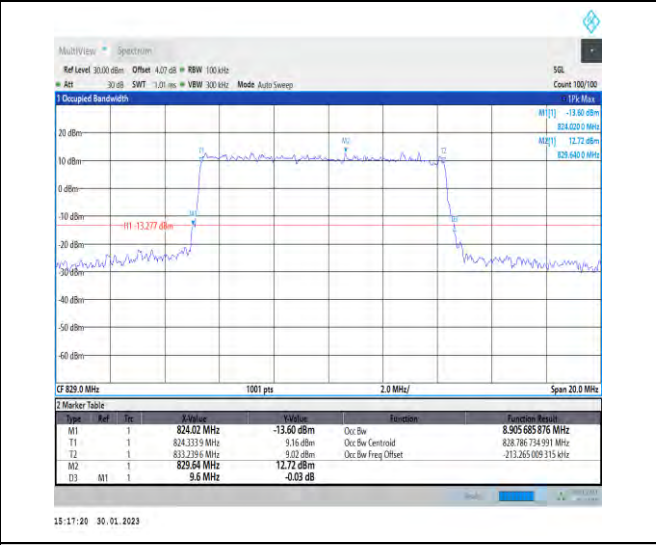 MultiView Spectrum
Ref Level 30.00 dBm Offset 4.07 dB RBW 100 kHz SGL
Att 30 dB SWT 1.01 ms VBW 300 kHz Mode Auto Sweep Count 100/100
1 Occupied Bandwidth 1Pk Max
M1[1] -13.60 dBm
824.020 0 MHz
M2[1] 12.72 dBm
829.640 0 MHz
20 dBm
M2
T1 T2
10 dBm
0 dBm
-10 dBm
M1
H1 -13.277 dBm
-20 dBm
-30 dBm
-40 dBm
-50 dBm
-60 dBm
CF 829.0 MHz 1001 pts 2.0 MHz/ Span 20.0 MHz
2 Marker Table
Type Ref Trc X-Value Y-Value Function Function Result
M1 1 824.02 MHz -13.60 dBm Occ Bw 8.905 685 876 MHz
T1 1 824.333 9 MHz 9.16 dBm Occ Bw Centroid 828.786 734 991 MHz
T2 1 833.239 6 MHz 9.02 dBm Occ Bw Freq Offset -213.265 009 315 kHz
M2 1 829.64 MHz 12.72 dBm
D3 M1 1 9.6 MHz -0.03 dB
15:17:20 30.01.2023